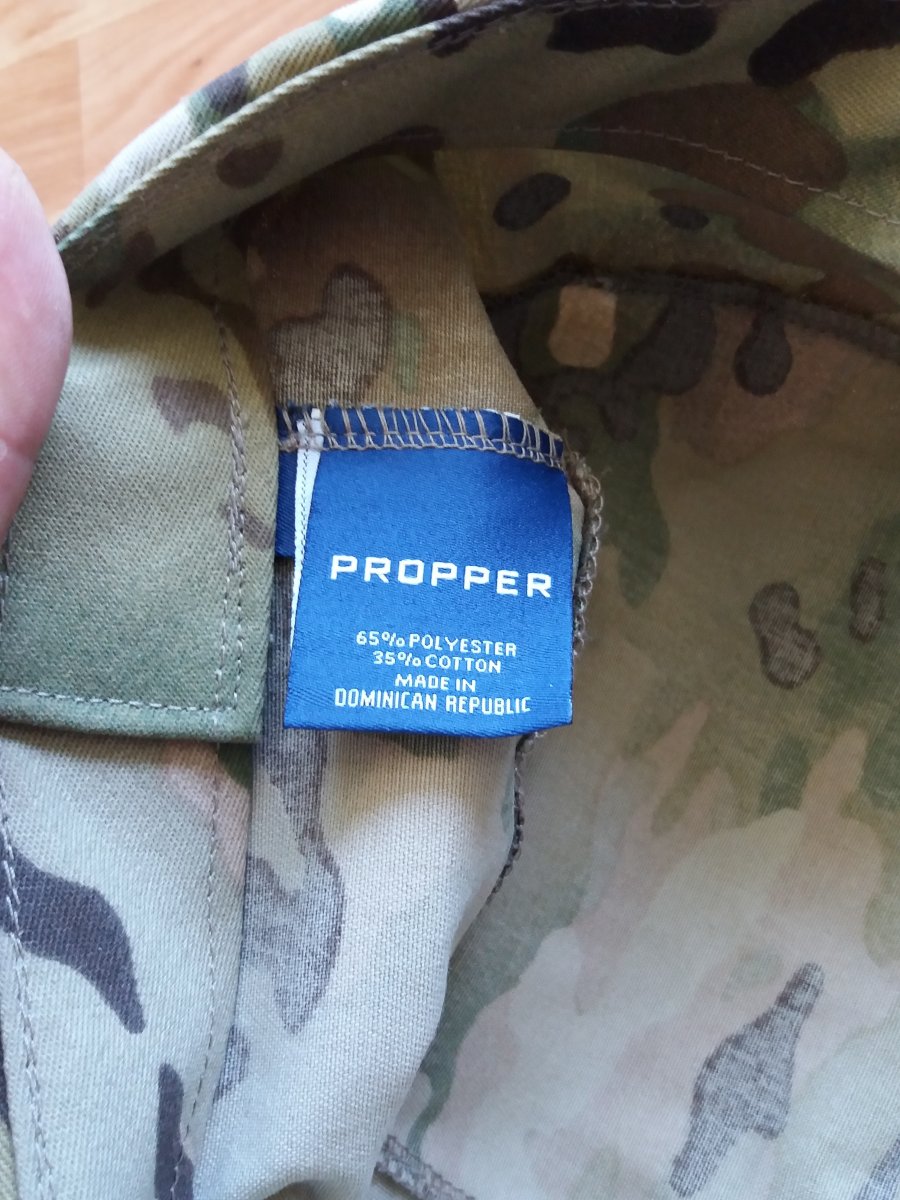 PROPPER
65% POLYESTER
35% COTTON
MADE IN
DOMINICAN REPUBLIC